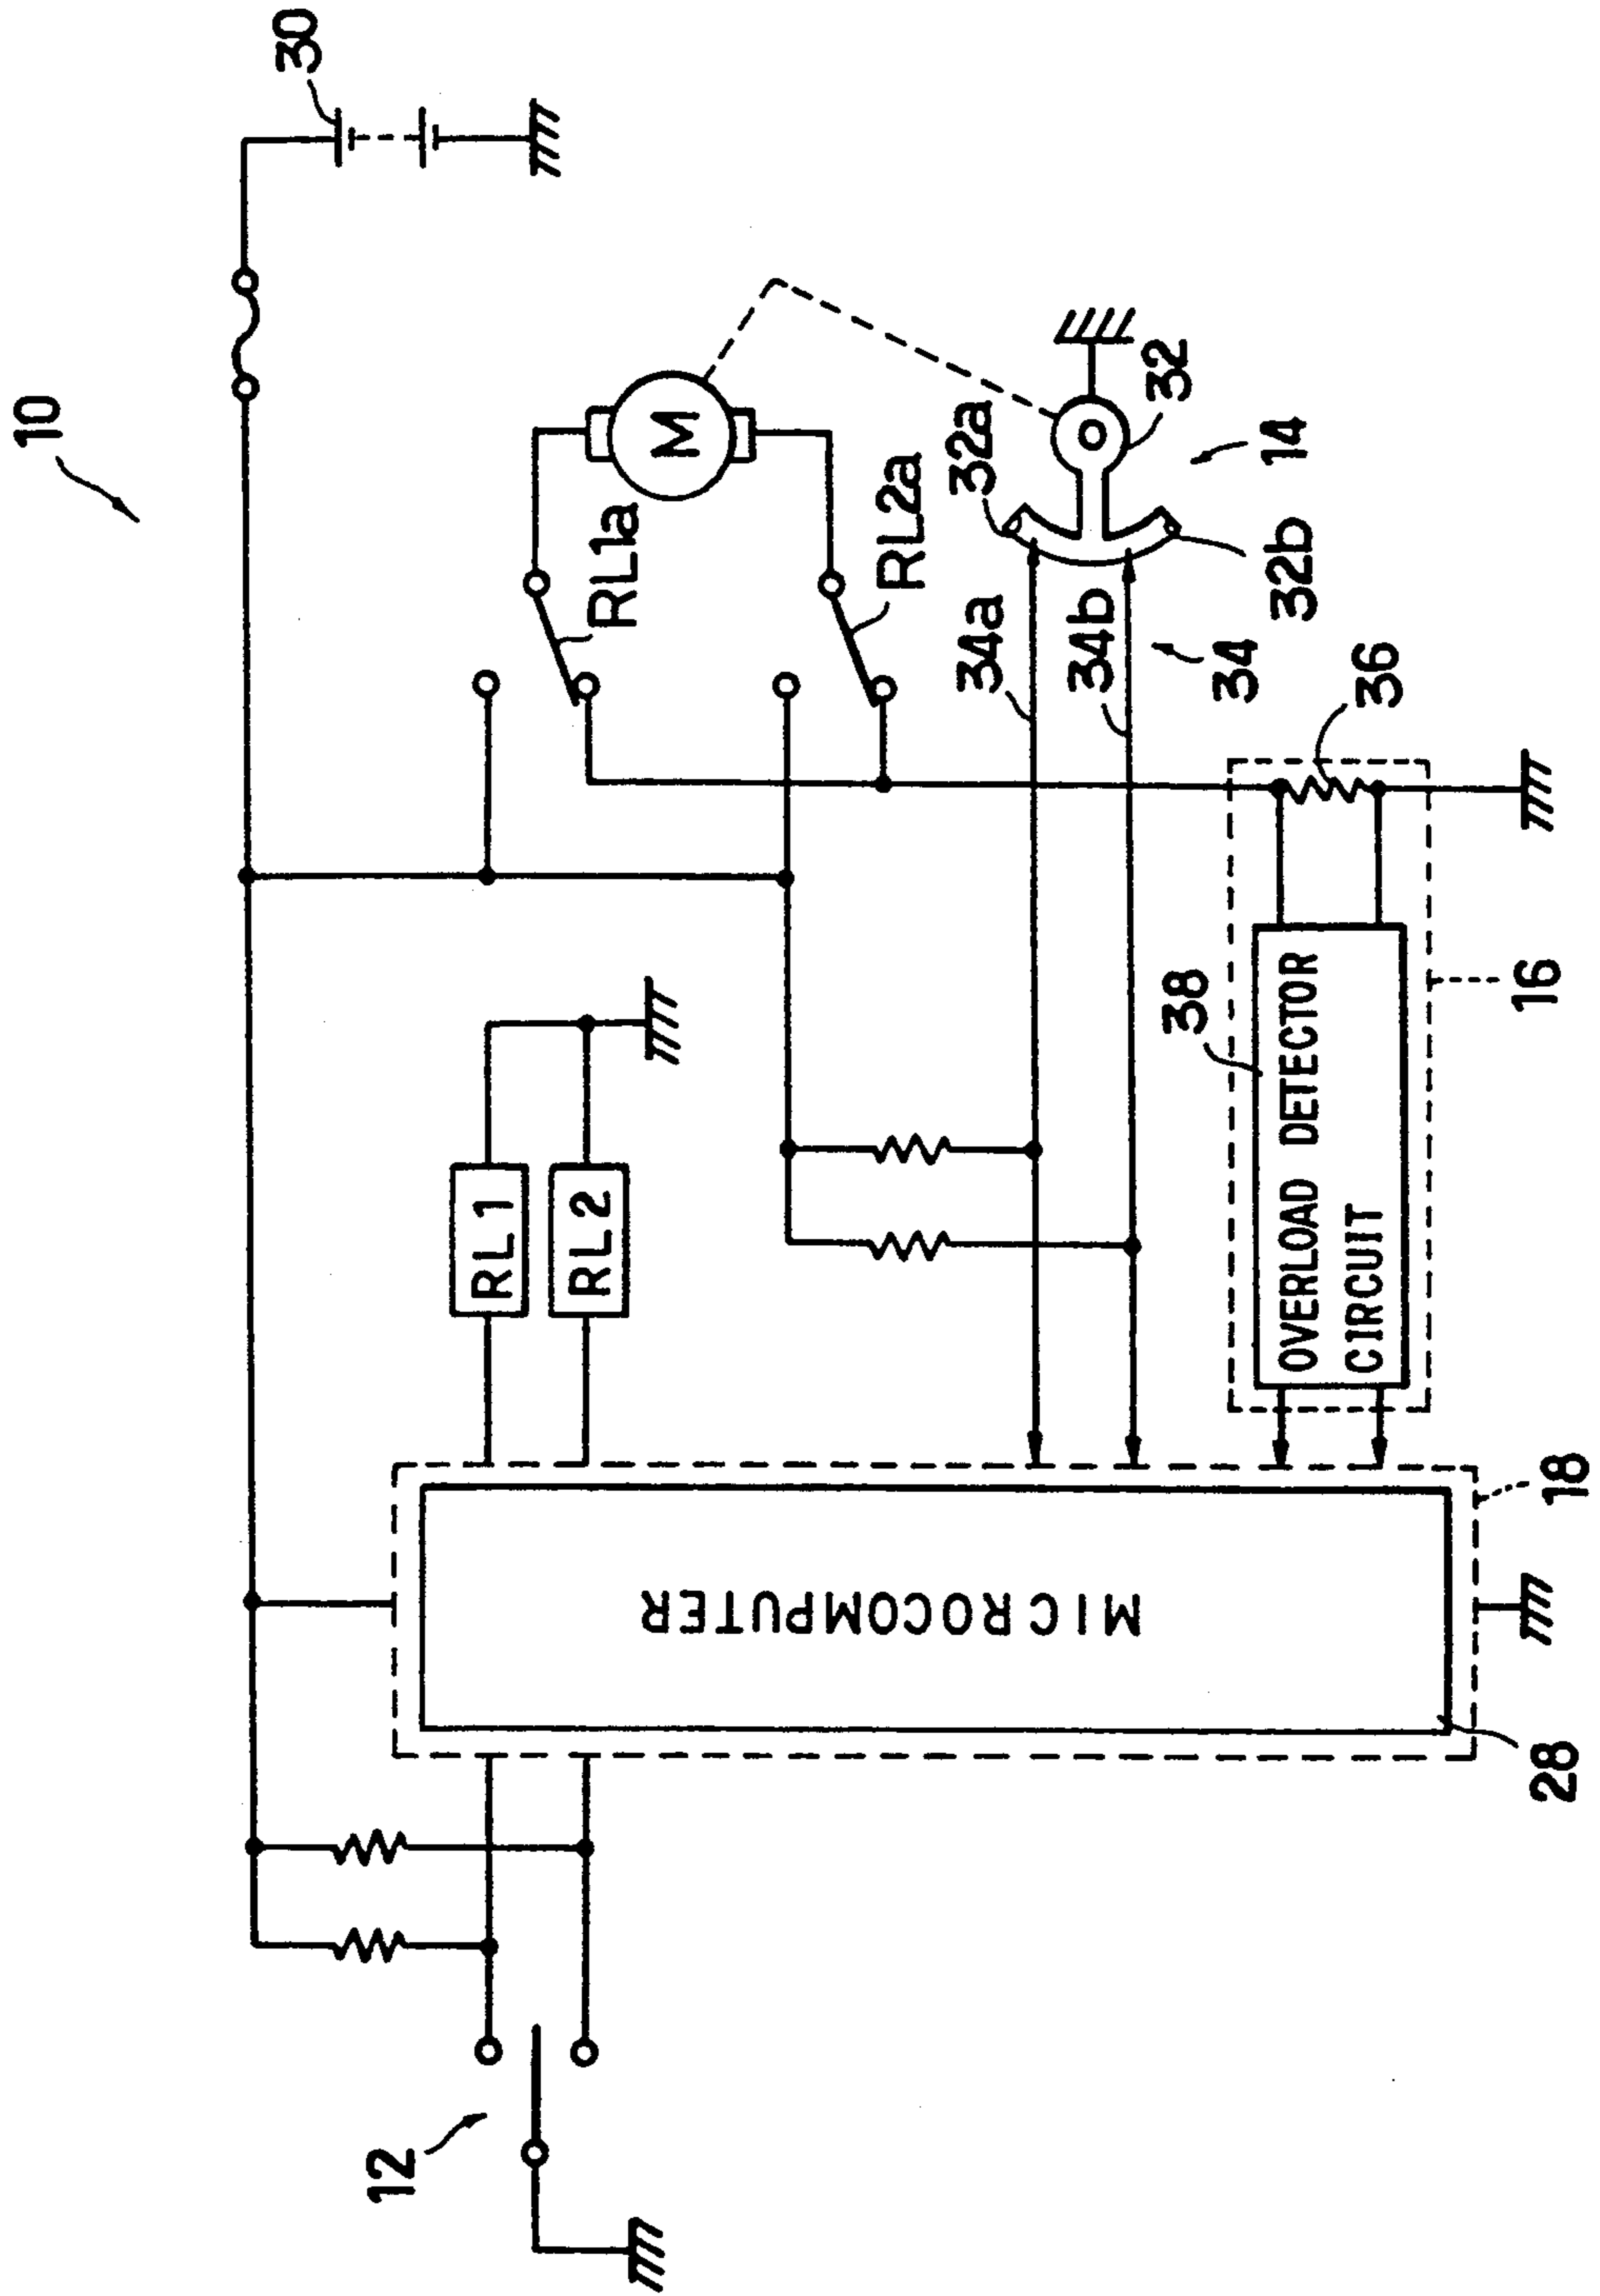 10
30
12
RL1
RL2
RL1a
M
RL2a
32a
32
14
34a
34b
34
32b
36
38
OVERLOAD DETECTOR
CIRCUIT
16
MICROCOMPUTER
18
28